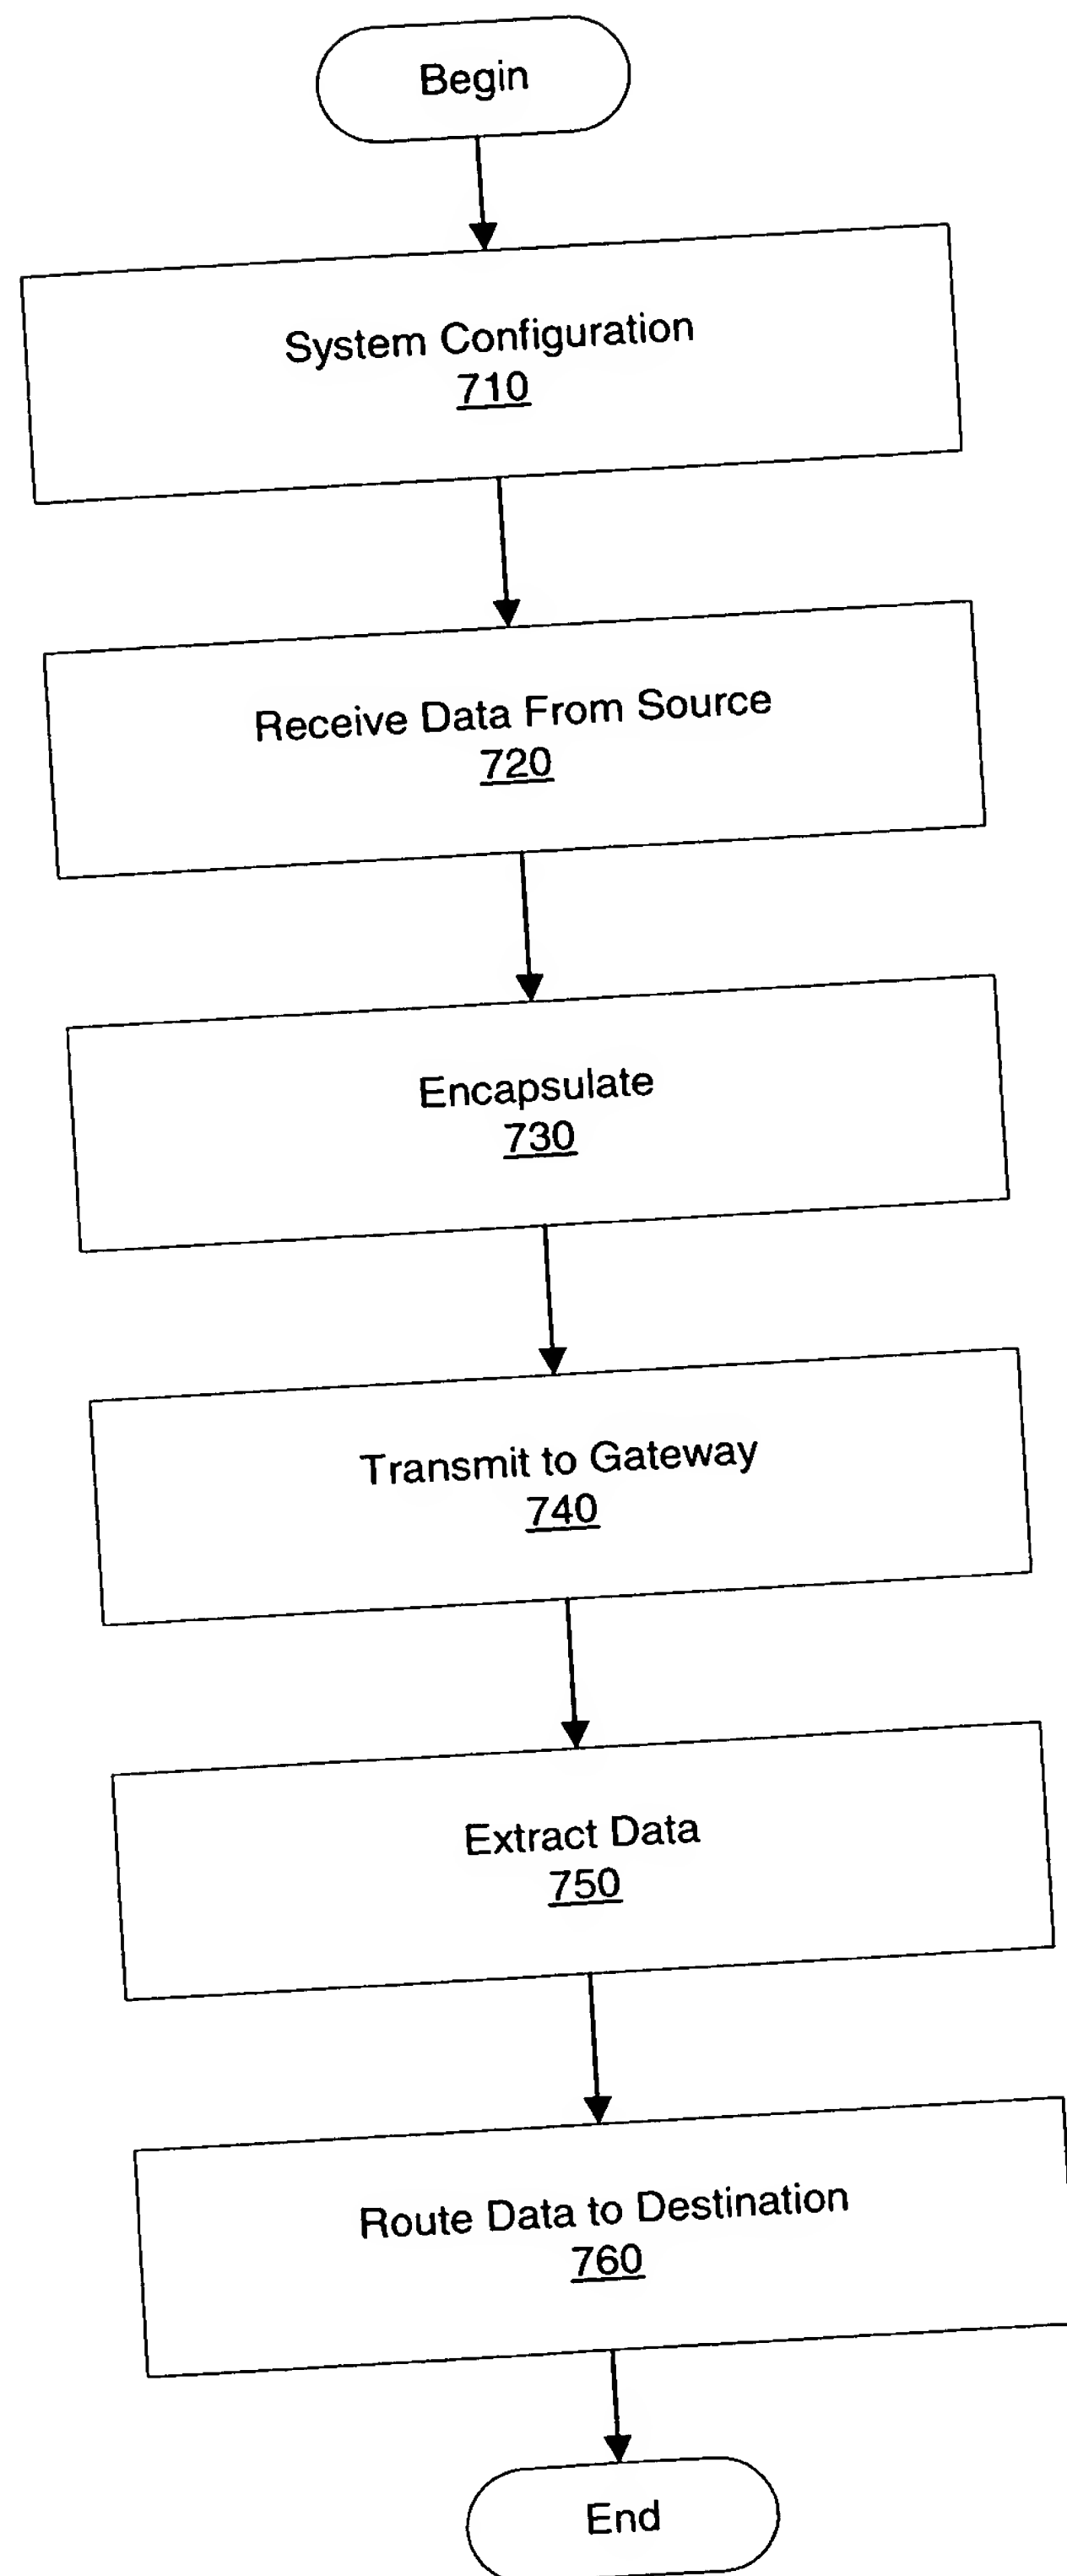 Begin
System Configuration
710
Receive Data From Source
720
Encapsulate
730
Transmit to Gateway
740
Extract Data
750
Route Data to Destination
760
End